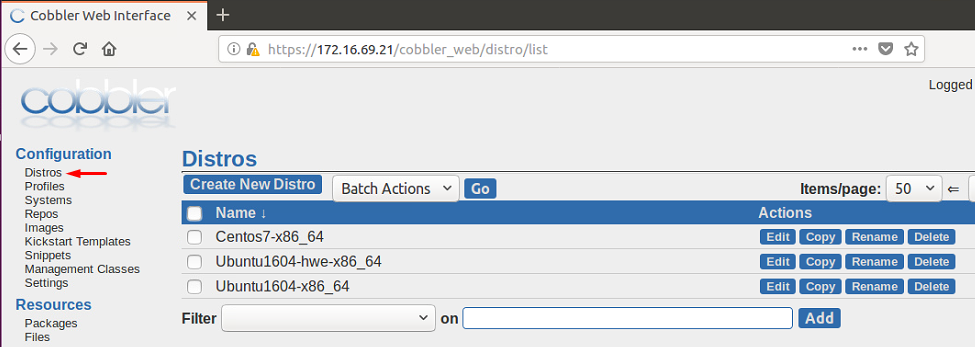 Cobbler Web Interface
https://172.16.69.21/cobbler_web/distro/list
cobbler
Logged
Configuration
Distros
Profiles
Systems
Repos
Images
Kickstart Templates
Snippets
Management Classes
Settings
Resources
Packages
Files
Distros
Create New Distro Batch Actions Go Items/page: 50 ⇐
Name ↓ Actions
Centos7-x86_64 Edit Copy Rename Delete
Ubuntu1604-hwe-x86_64 Edit Copy Rename Delete
Ubuntu1604-x86_64 Edit Copy Rename Delete
Filter on Add